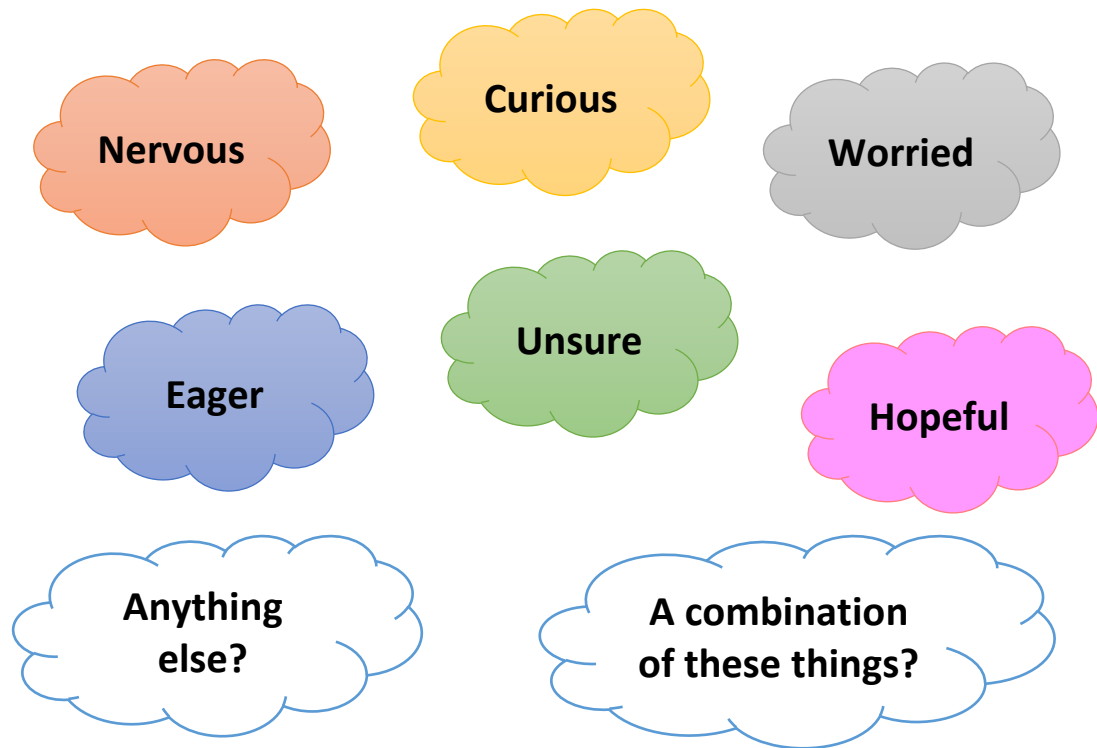 Nervous
Curious
Worried
Eager
Unsure
Hopeful
Anything
else?
A combination
of these things?